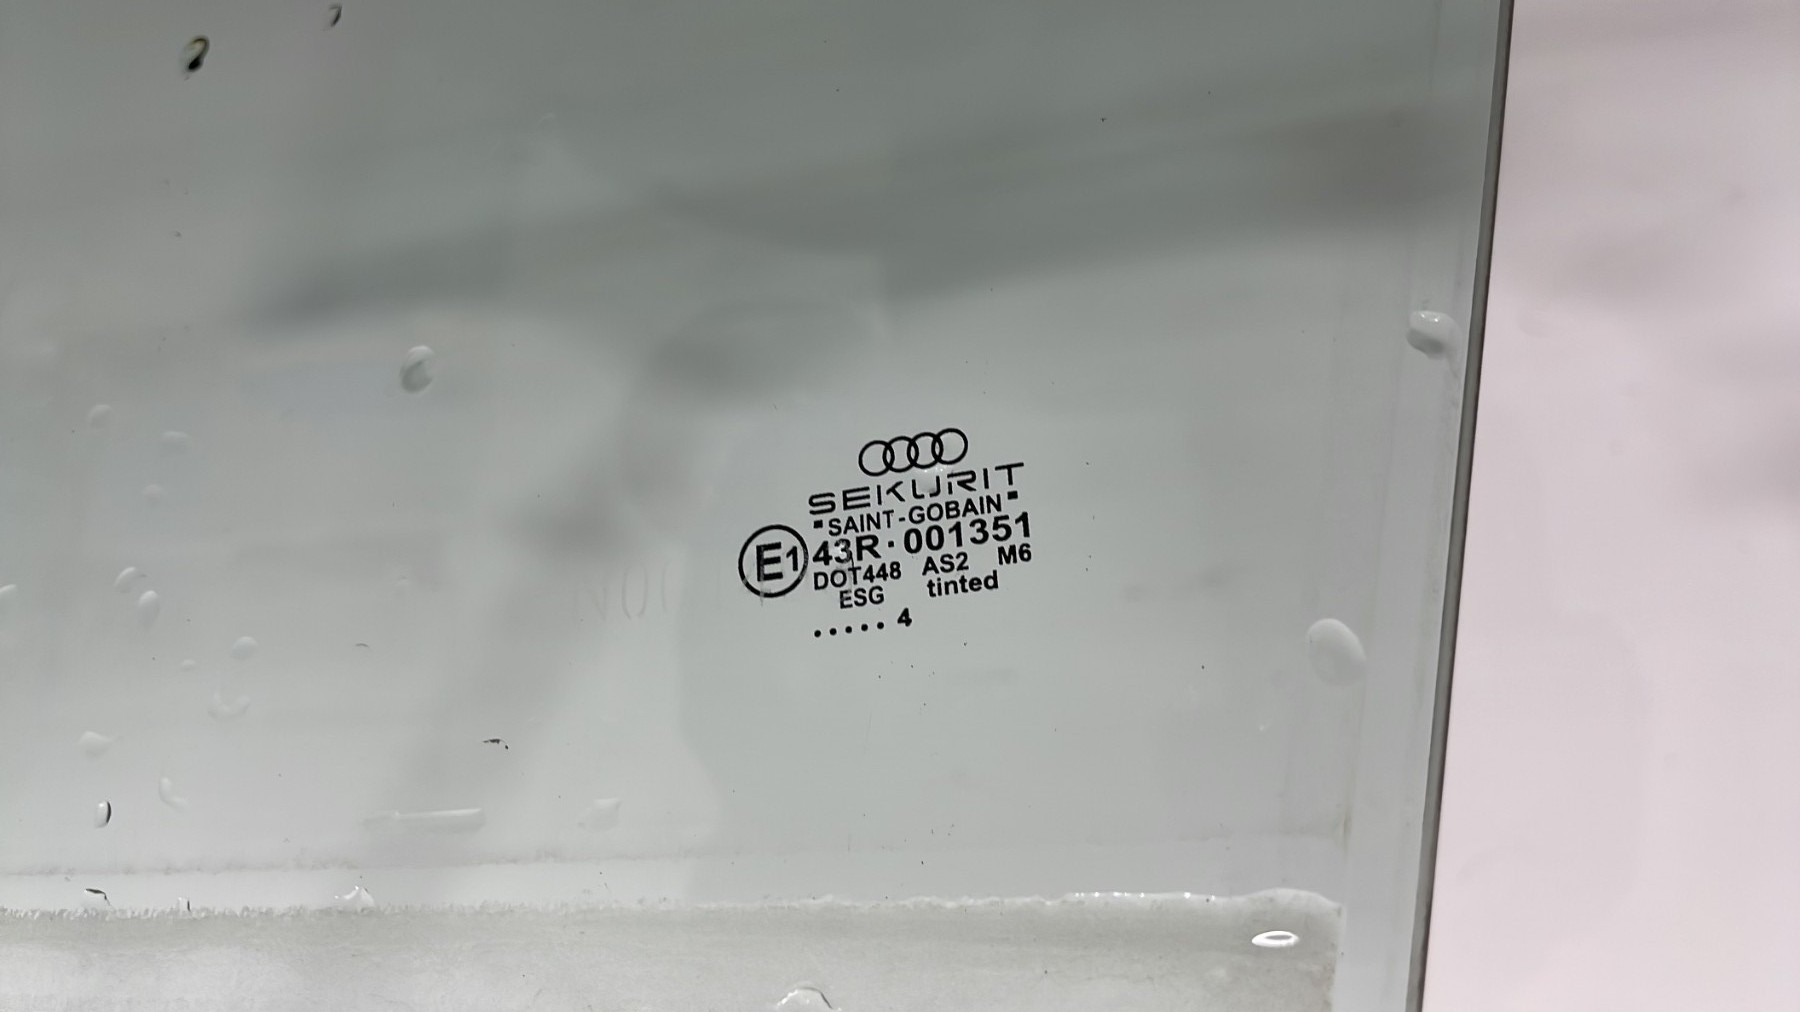 SEKURIT
"SAINT-GOBAIN"
E1 43R·001351
DOT448 AS2 M6
ESG tinted
.....4